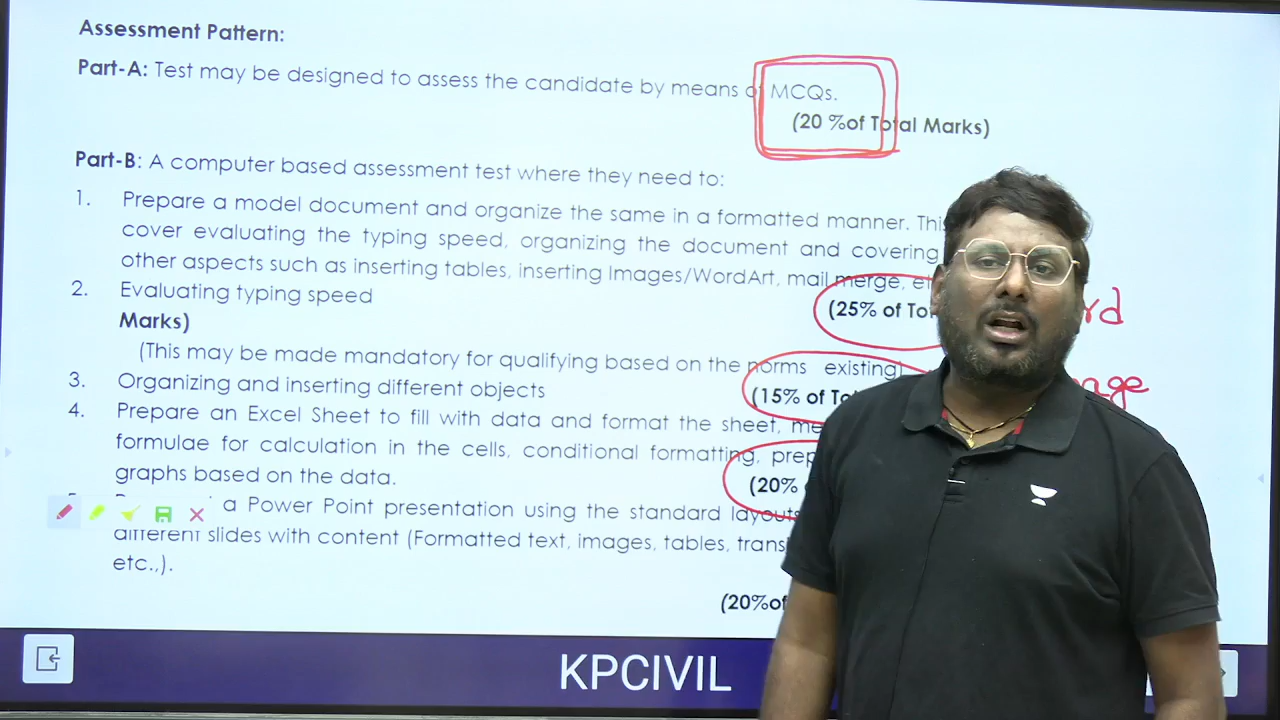 Assessment Pattern:
Part-A: Test may be designed to assess the candidate by means of MCQs.
(20 %of Total Marks)
Part-B: A computer based assessment test where they need to:
1. Prepare a model document and organize the same in a formatted manner. This
cover evaluating the typing speed, organizing the document and covering
other aspects such as inserting tables, inserting Images/WordArt, mail merge,
2. Evaluating typing speed (25% of
Marks)
(This may be made mandatory for qualifying based on the norms existing)
3. Organizing and inserting different objects (15% of
4. Prepare an Excel Sheet to fill with data and format the sheet,
formulae for calculation in the cells, conditional formatting,
graphs based on the data. (20%
a Power Point presentation using the standard layouts
different slides with content (Formatted text, images, tables,
etc.,).
(20%of
KPCIVIL